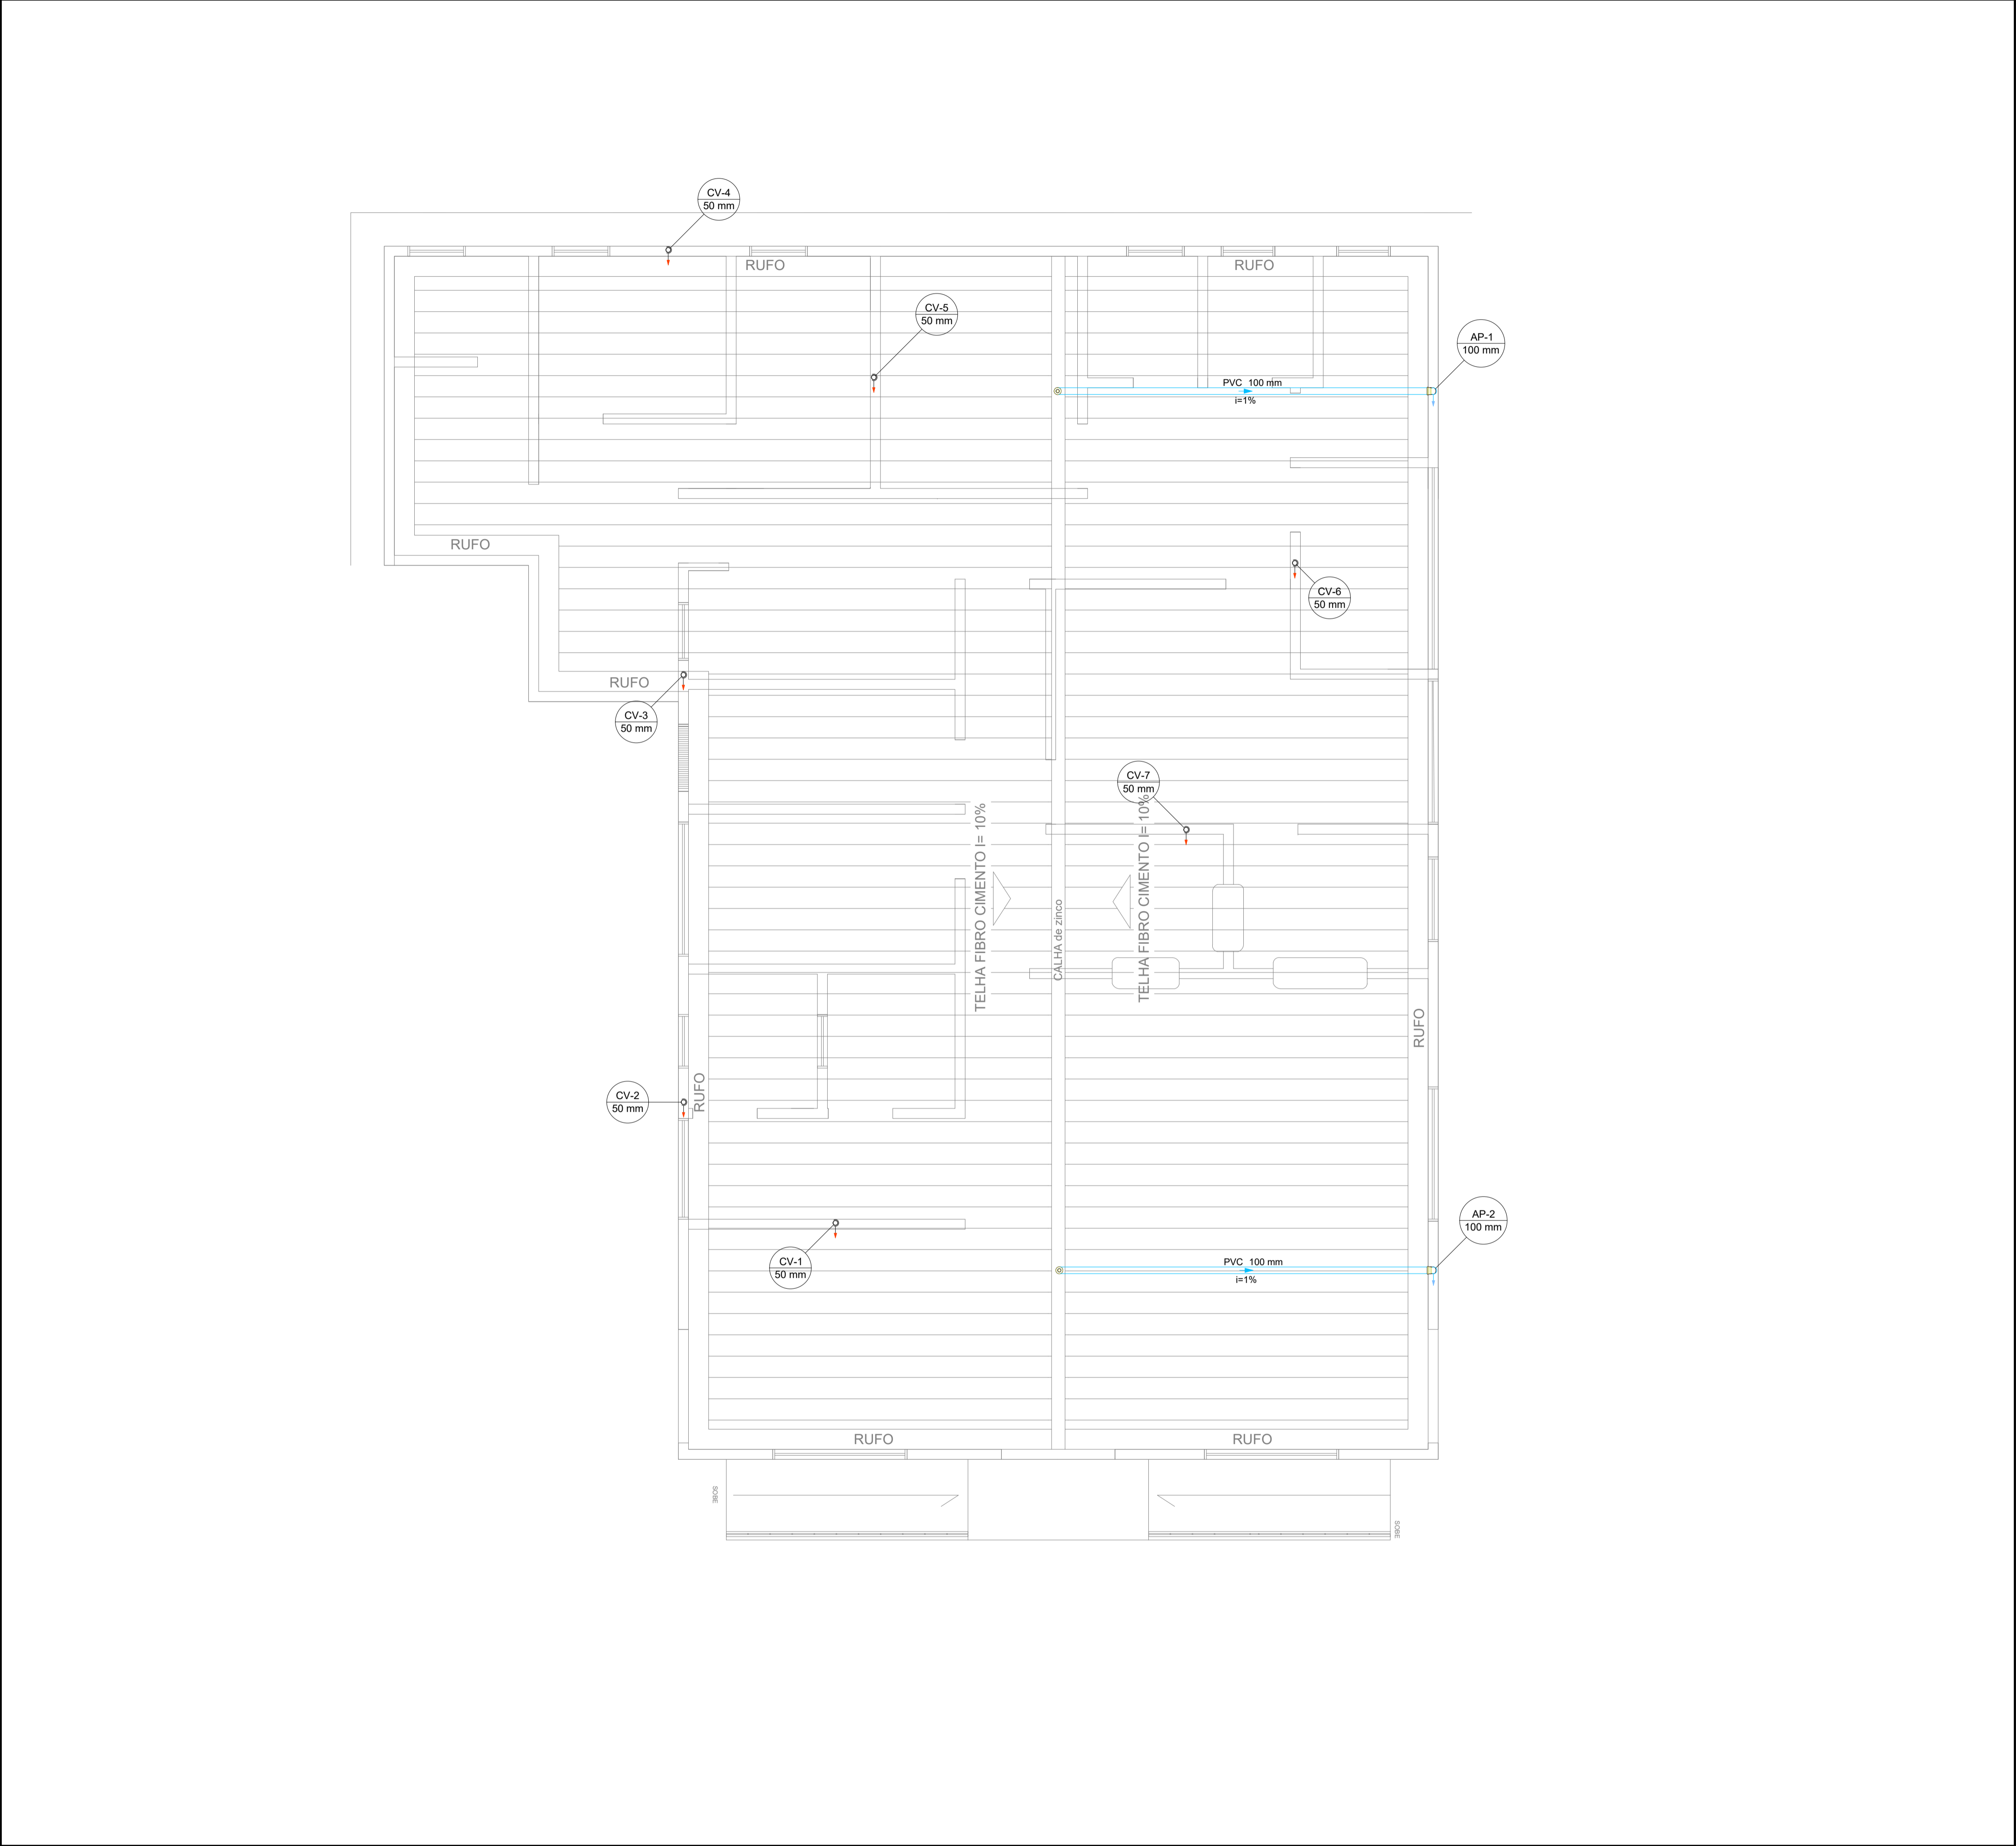 CV-4
50 mm
RUFO
RUFO
CV-5
50 mm
AP-1
100 mm
PVC 100 mm
i=1%
RUFO
CV-6
50 mm
RUFO
CV-3
50 mm
CV-7
50 mm
TELHA FIBRO CIMENTO I= 10%
CALHA de zinco
TELHA FIBRO CIMENTO I= 10%
RUFO
RUFO
CV-2
50 mm
AP-2
100 mm
CV-1
50 mm
PVC 100 mm
i=1%
RUFO
RUFO
SOBE
SOBE